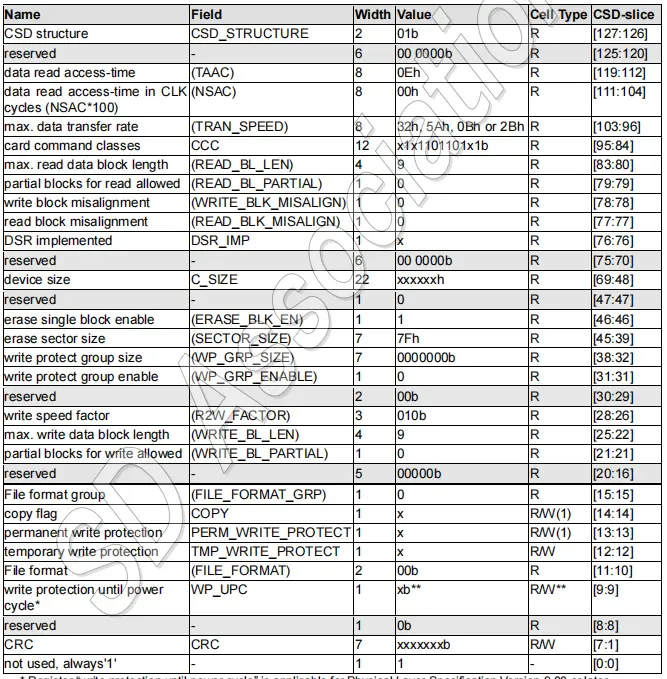 Name Field Width Value Cell Type CSD-slice
CSD structure CSD_STRUCTURE 2 01b R [127:126]
reserved - 6 00 0000b R [125:120]
data read access-time (TAAC) 8 0Eh R [119:112]
data read access-time in CLK (NSAC) 8 00h R [111:104]
cycles (NSAC*100)
max. data transfer rate (TRAN_SPEED) 8 32h, 5Ah, 0Bh or 2Bh R [103:96]
card command classes CCC 12 x1x1101101x1b R [95:84]
max. read data block length (READ_BL_LEN) 4 9 R [83:80]
partial blocks for read allowed (READ_BL_PARTIAL) 1 0 R [79:79]
write block misalignment (WRITE_BLK_MISALIGN) 1 0 R [78:78]
read block misalignment (READ_BLK_MISALIGN) 1 0 R [77:77]
DSR implemented DSR_IMP 1 x R [76:76]
reserved - 6 00 0000b R [75:70]
device size C_SIZE 22 xxxxxxh R [69:48]
reserved - 1 0 R [47:47]
erase single block enable (ERASE_BLK_EN) 1 1 R [46:46]
erase sector size (SECTOR_SIZE) 7 7Fh R [45:39]
write protect group size (WP_GRP_SIZE) 7 0000000b R [38:32]
write protect group enable (WP_GRP_ENABLE) 1 0 R [31:31]
reserved 2 00b R [30:29]
write speed factor (R2W_FACTOR) 3 010b R [28:26]
max. write data block length (WRITE_BL_LEN) 4 9 R [25:22]
partial blocks for write allowed (WRITE_BL_PARTIAL) 1 0 R [21:21]
reserved - 5 00000b R [20:16]
File format group (FILE_FORMAT_GRP) 1 0 R [15:15]
copy flag COPY 1 x R/W(1) [14:14]
permanent write protection PERM_WRITE_PROTECT 1 x R/W(1) [13:13]
temporary write protection TMP_WRITE_PROTECT 1 x R/W [12:12]
File format (FILE_FORMAT) 2 00b R [11:10]
write protection until power WP_UPC 1 xb** R/W** [9:9]
cycle*
reserved - 1 0b R [8:8]
CRC CRC 7 xxxxxxxb R/W [7:1]
not used, always'1' - 1 1 - [0:0]
SD Association